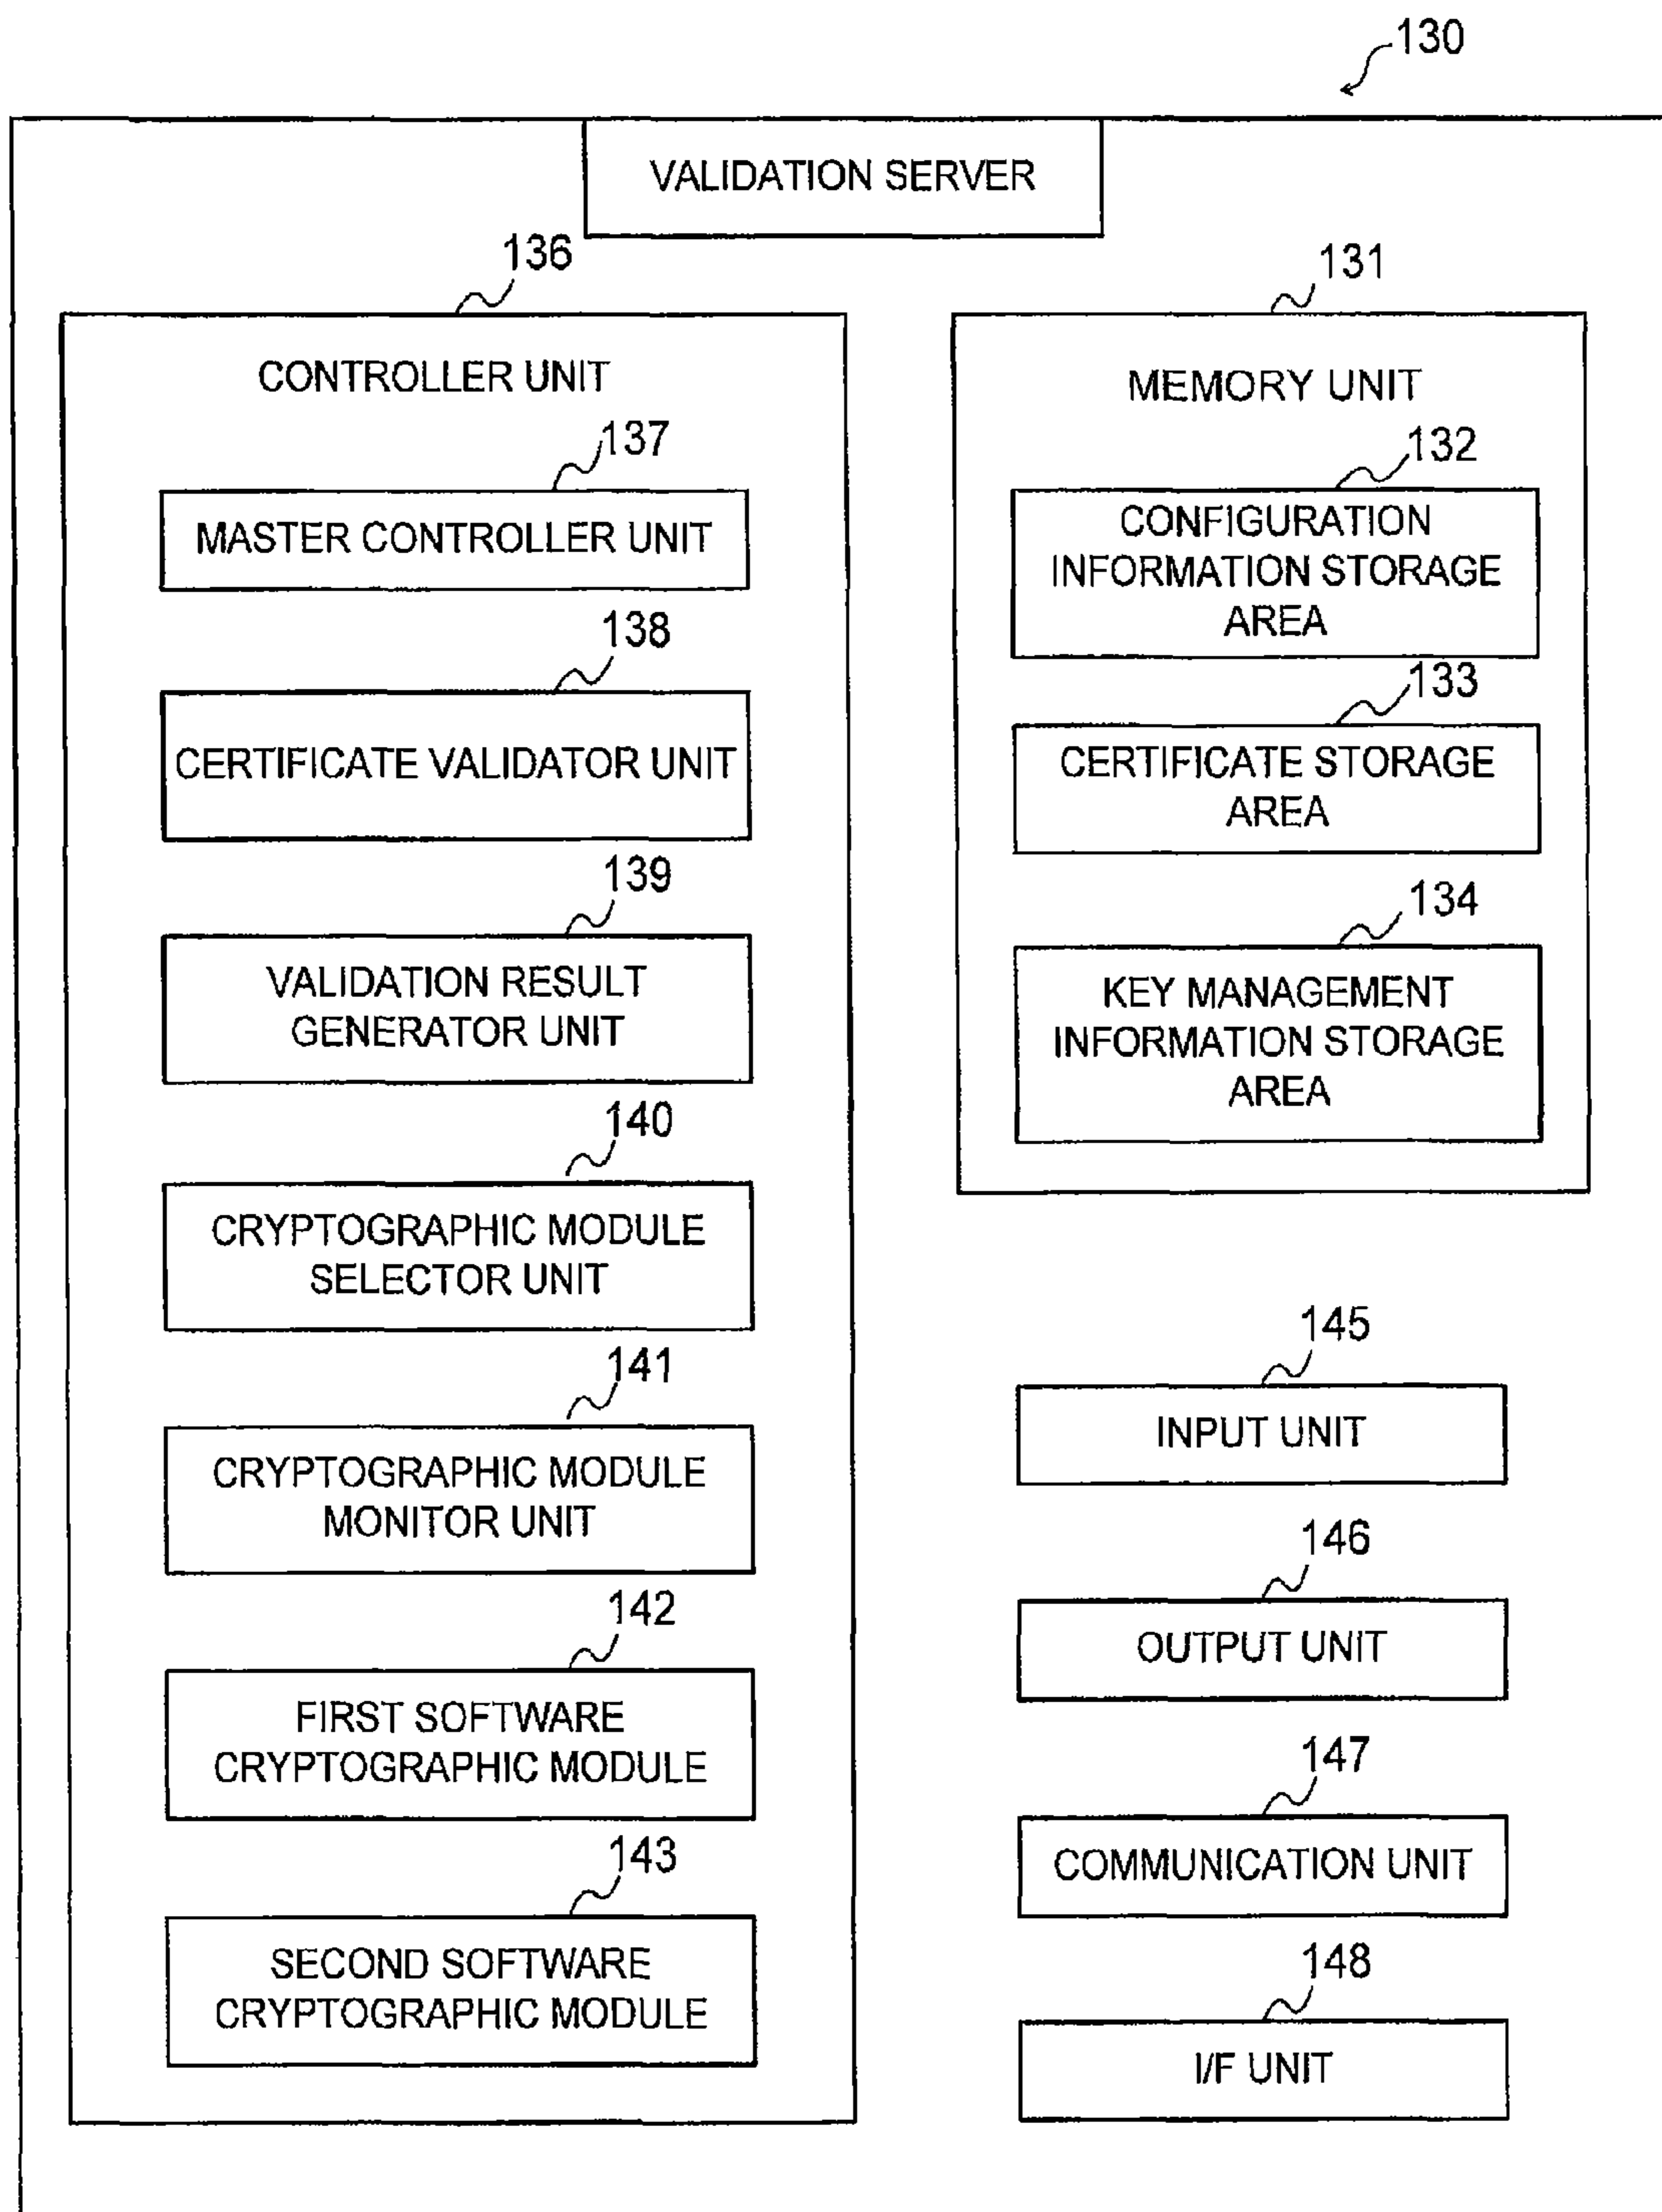 130
VALIDATION SERVER
136
CONTROLLER UNIT
137
MASTER CONTROLLER UNIT
138
CERTIFICATE VALIDATOR UNIT
139
VALIDATION RESULT
GENERATOR UNIT
140
CRYPTOGRAPHIC MODULE
SELECTOR UNIT
141
CRYPTOGRAPHIC MODULE
MONITOR UNIT
142
FIRST SOFTWARE
CRYPTOGRAPHIC MODULE
143
SECOND SOFTWARE
CRYPTOGRAPHIC MODULE
131
MEMORY UNIT
132
CONFIGURATION
INFORMATION STORAGE
AREA
133
CERTIFICATE STORAGE
AREA
134
KEY MANAGEMENT
INFORMATION STORAGE
AREA
145
INPUT UNIT
146
OUTPUT UNIT
147
COMMUNICATION UNIT
148
I/F UNIT